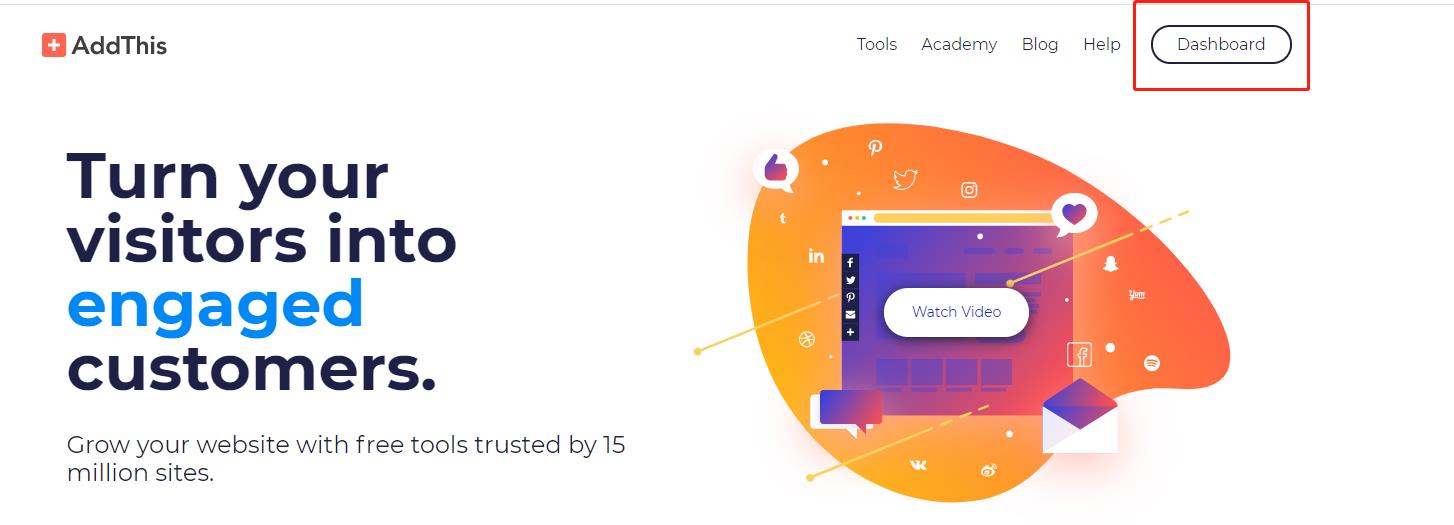 AddThis
Tools Academy Blog Help Dashboard
Turn your
visitors into
engaged
customers.
Watch Video
Yum
Grow your website with free tools trusted by 15
million sites.